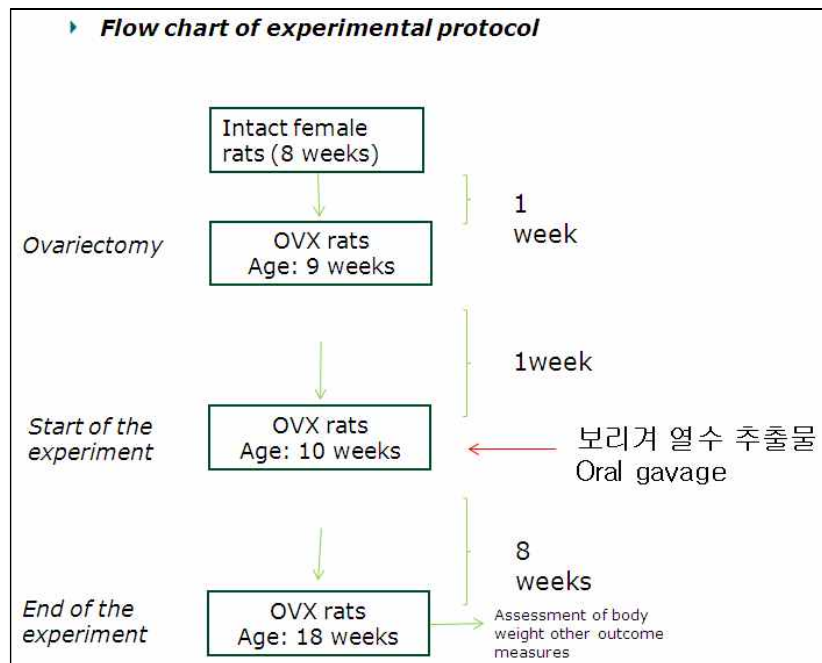 Flow chart of experimental protocol
Intact female
rats (8 weeks)
1
week
Ovariectomy
OVX rats
Age: 9 weeks
1week
Start of the
experiment
OVX rats
Age: 10 weeks
보리겨 열수 추출물
Oral gavage
8
weeks
End of the
experiment
OVX rats
Age: 18 weeks
Assessment of body
weight other outcome
measures